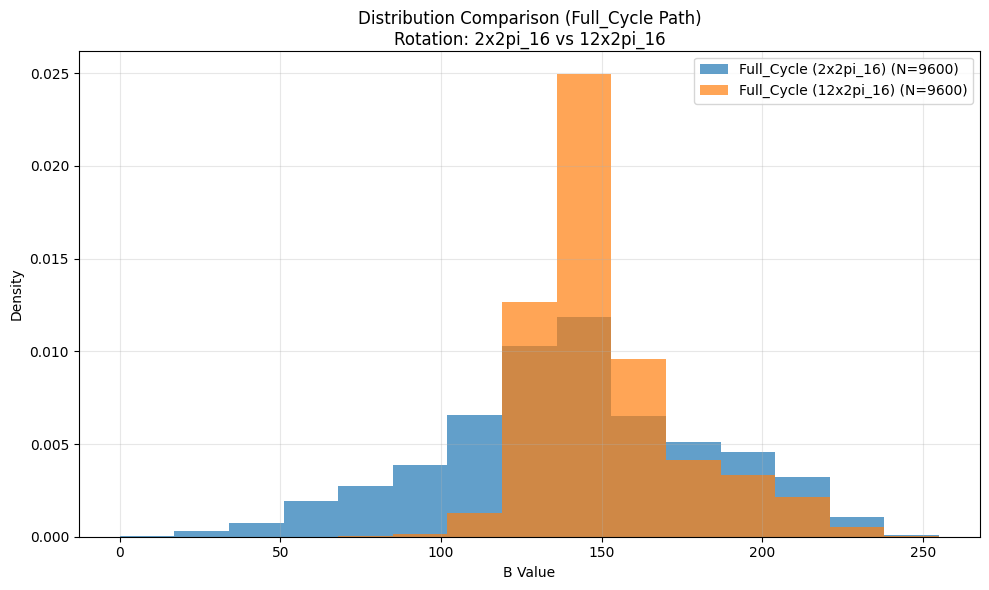 Distribution Comparison (Full_Cycle Path)
Rotation: 2x2pi_16 vs 12x2pi_16
Full_Cycle (2x2pi_16) (N=9600)
Full_Cycle (12x2pi_16) (N=9600)
Density
0.025
0.020
0.015
0.010
0.005
0.000
0 50 100 150 200 250
B Value